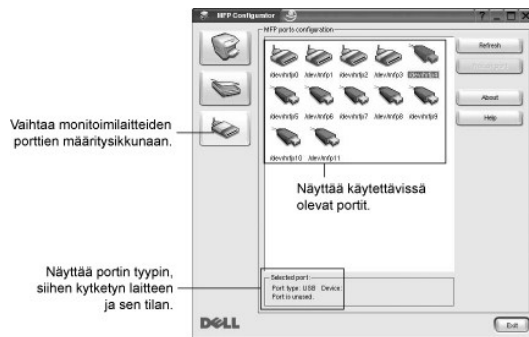 MFP Configurator
MFP ports configuration
/dev/mfp0 /dev/mfp1 /dev/mfp2 /dev/mfp3 /dev/mfp4
/dev/mfp5 /dev/mfp6 /dev/mfp7 /dev/mfp8 /dev/mfp9
/dev/mfp10 /dev/mfp11
Refresh
About
Help
Vaihtaa monitoimilaitteiden
porttien määritysikkunaan.
Näyttää käytettävissä
olevat portit.
Näyttää portin tyypin,
siihen kytketyn laitteen
ja sen tilan.
Selected port:
Port type: USB Device:
Port is unused.
DELL
Exit